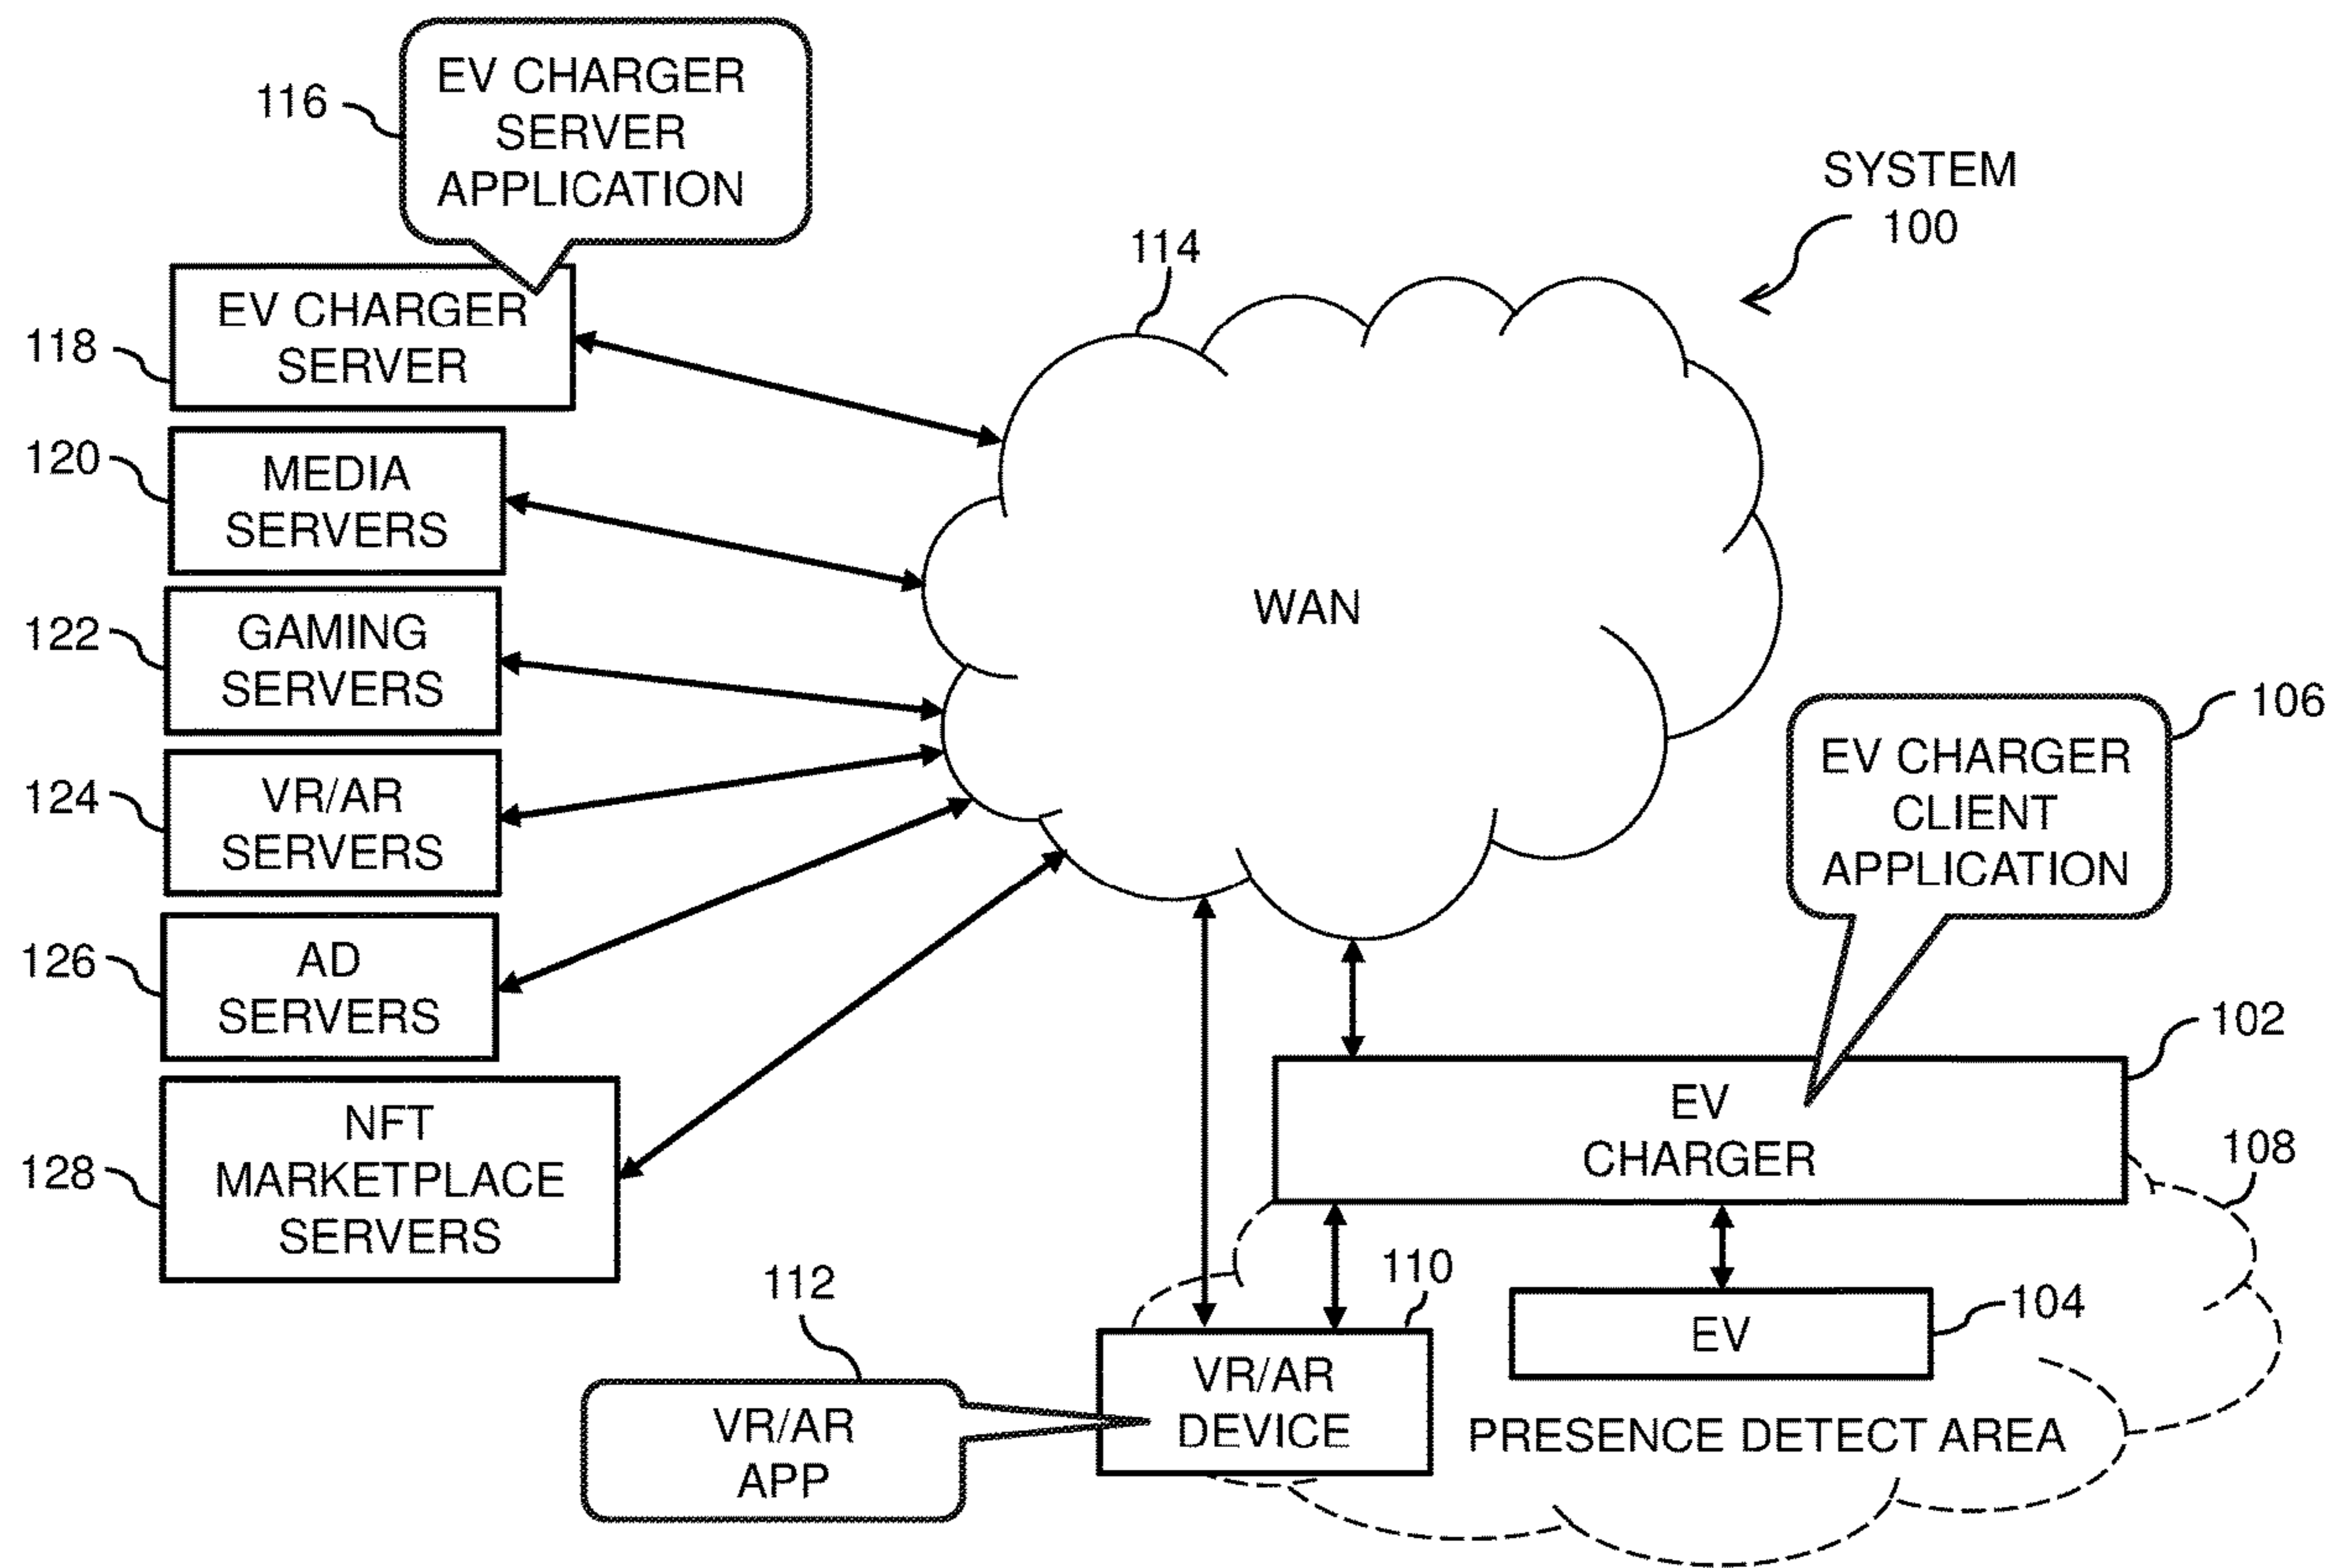 116
EV CHARGER
SERVER
APPLICATION
SYSTEM
100
114
118
EV CHARGER
SERVER
120
MEDIA
SERVERS
122
GAMING
SERVERS
WAN
124
VR/AR
SERVERS
106
EV CHARGER
CLIENT
APPLICATION
126
AD
SERVERS
128
NFT
MARKETPLACE
SERVERS
102
EV
CHARGER
108
110
112
VR/AR
APP
VR/AR
DEVICE
104
EV
PRESENCE DETECT AREA